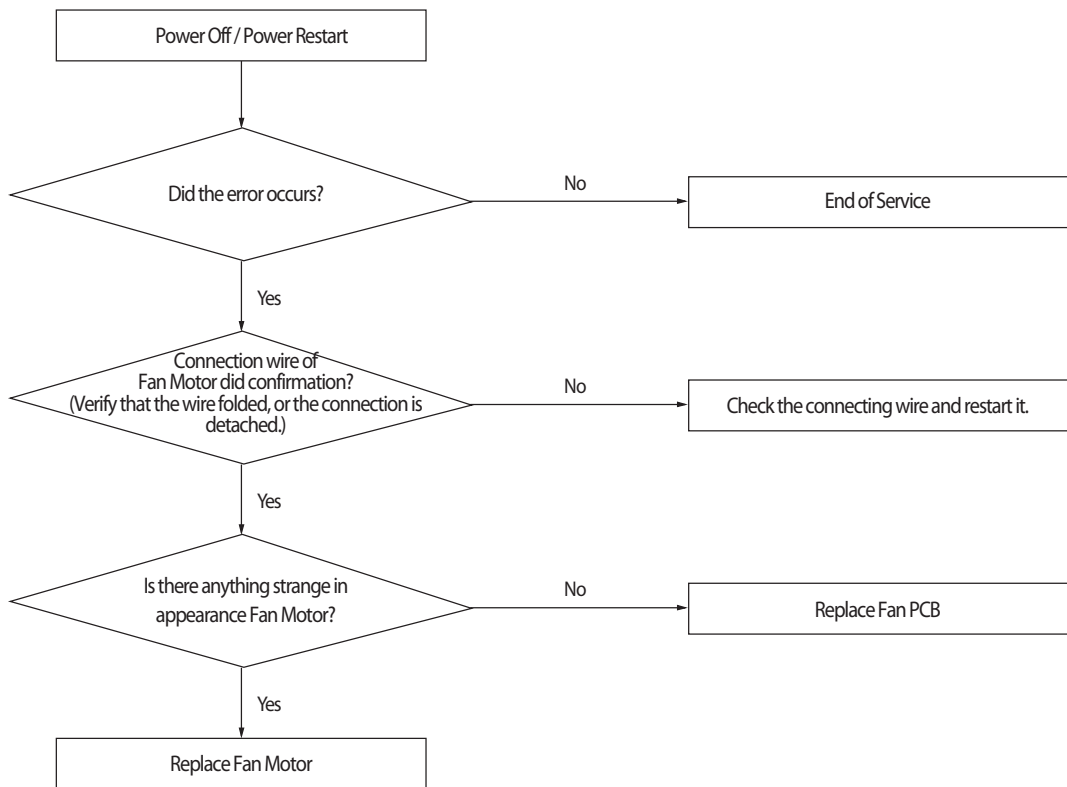 Power Off / Power Restart
Did the error occurs?
No
End of Service
Yes
Connection wire of
Fan Motor did confirmation?
(Verify that the wire folded, or the connection is
detached.)
No
Check the connecting wire and restart it.
Yes
Is there anything strange in
appearance Fan Motor?
No
Replace Fan PCB
Yes
Replace Fan Motor